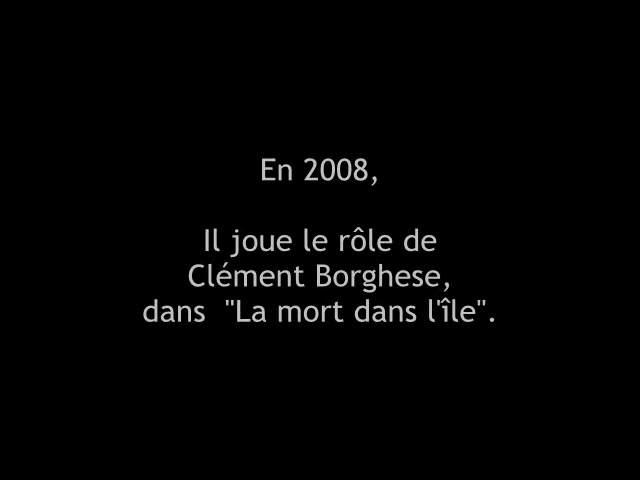 En 2008,
Il joue le rôle de
Clément Borghese,
dans "La mort dans l'île".